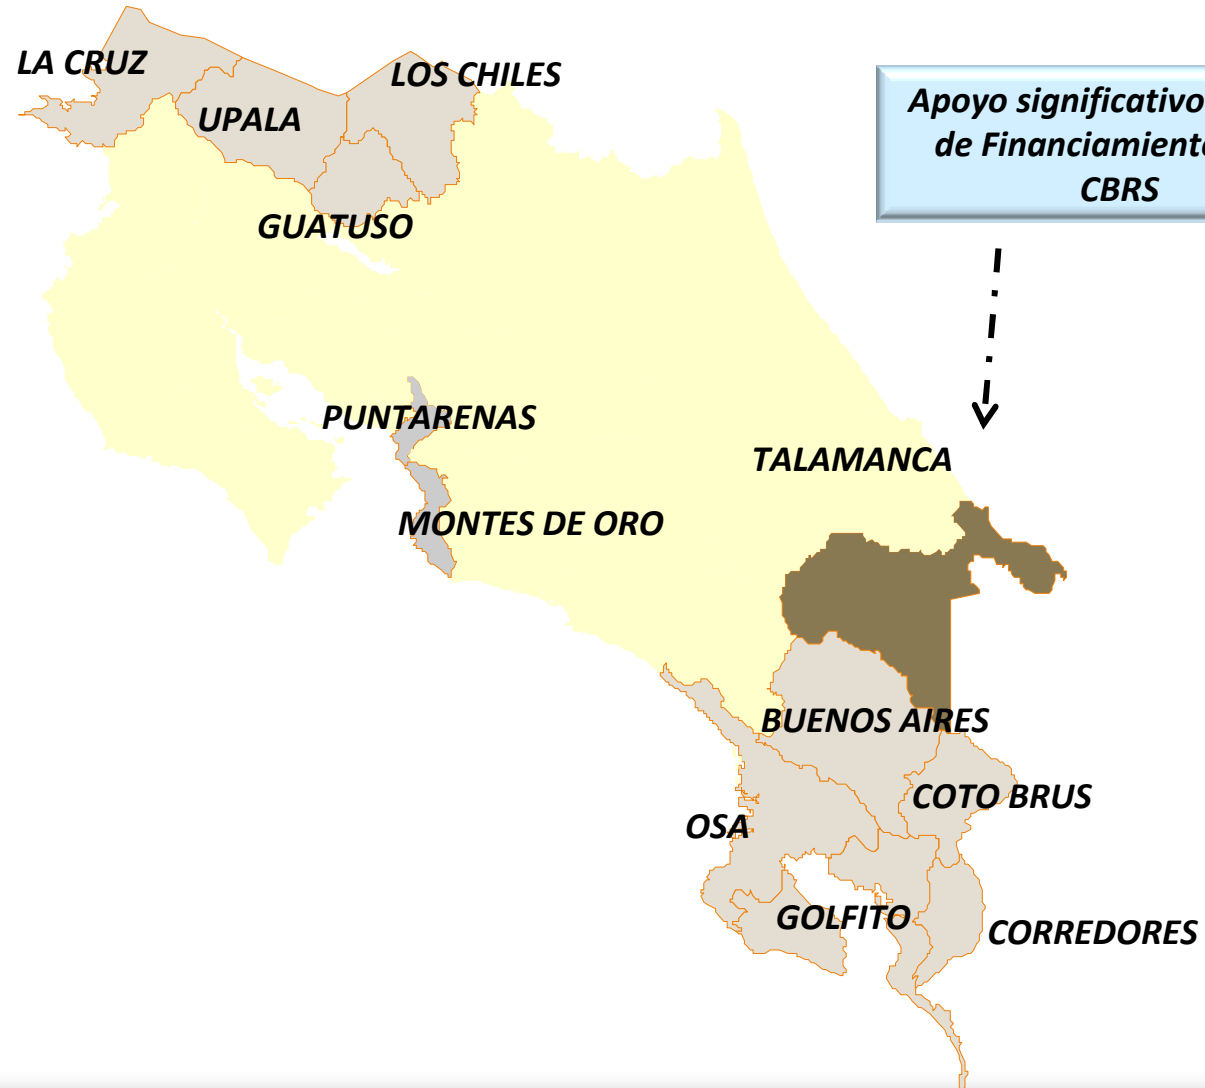 LA CRUZ
LOS CHILES
UPALA
GUATUSO
Apoyo significativo
de Financiamient
CBRS
PUNTARENAS
TALAMANCA
MONTES DE ORO
BUENOS AIRES
COTO BRUS
OSA
GOLFITO
CORREDORES